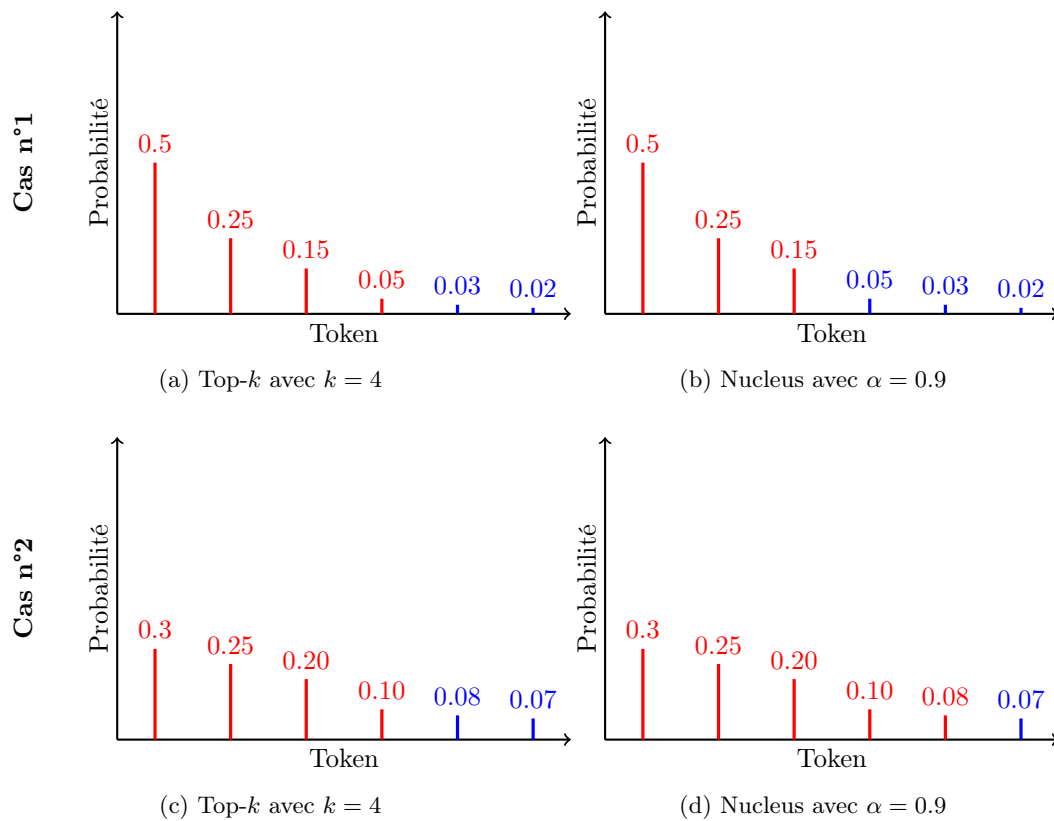 Cas n°1
Probabilité
0.5
0.25
0.15
0.05
0.03
0.02
Token
(a) Top-k avec k = 4
Probabilité
0.5
0.25
0.15
0.05
0.03
0.02
Token
(b) Nucleus avec α = 0.9
Cas n°2
Probabilité
0.3
0.25
0.20
0.10
0.08
0.07
Token
(c) Top-k avec k = 4
Probabilité
0.3
0.25
0.20
0.10
0.08
0.07
Token
(d) Nucleus avec α = 0.9